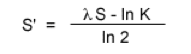 S' = λS - ln K
ln 2